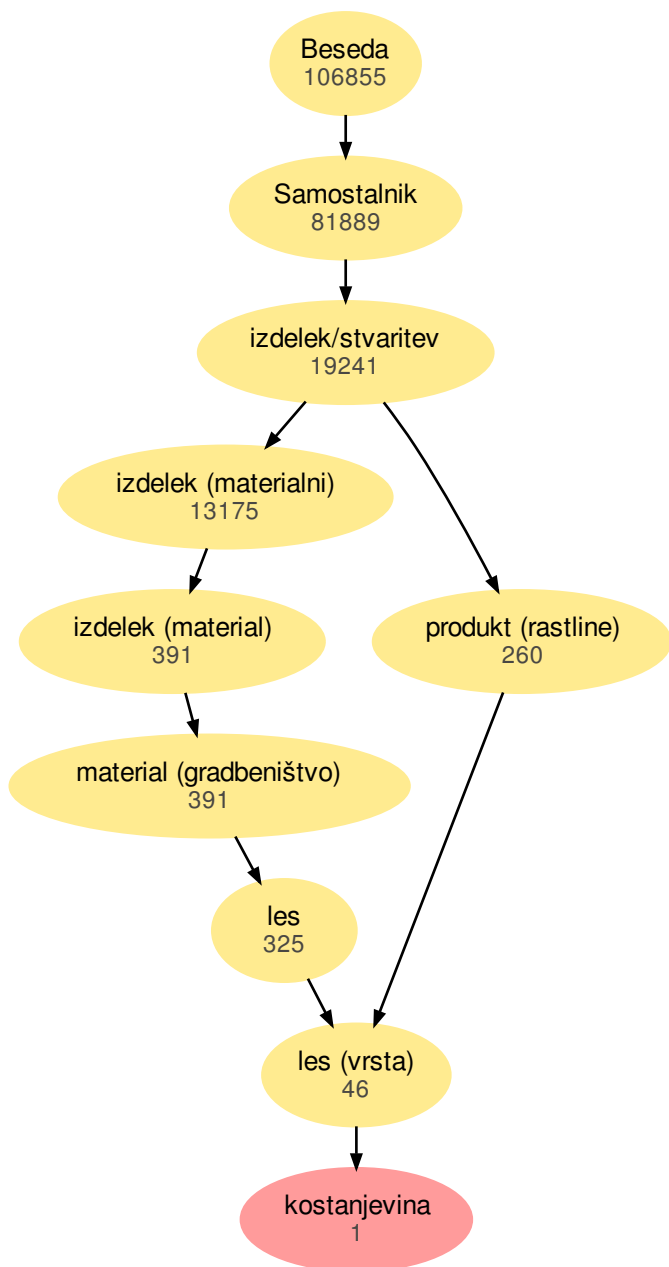 Beseda
106855
Samostalnik
81889
izdelek/stvaritev
19241
izdelek (materialni)
13175
izdelek (material)
391
produkt (rastline)
260
material (gradbeništvo)
391
les
325
les (vrsta)
46
kostanjevina
1